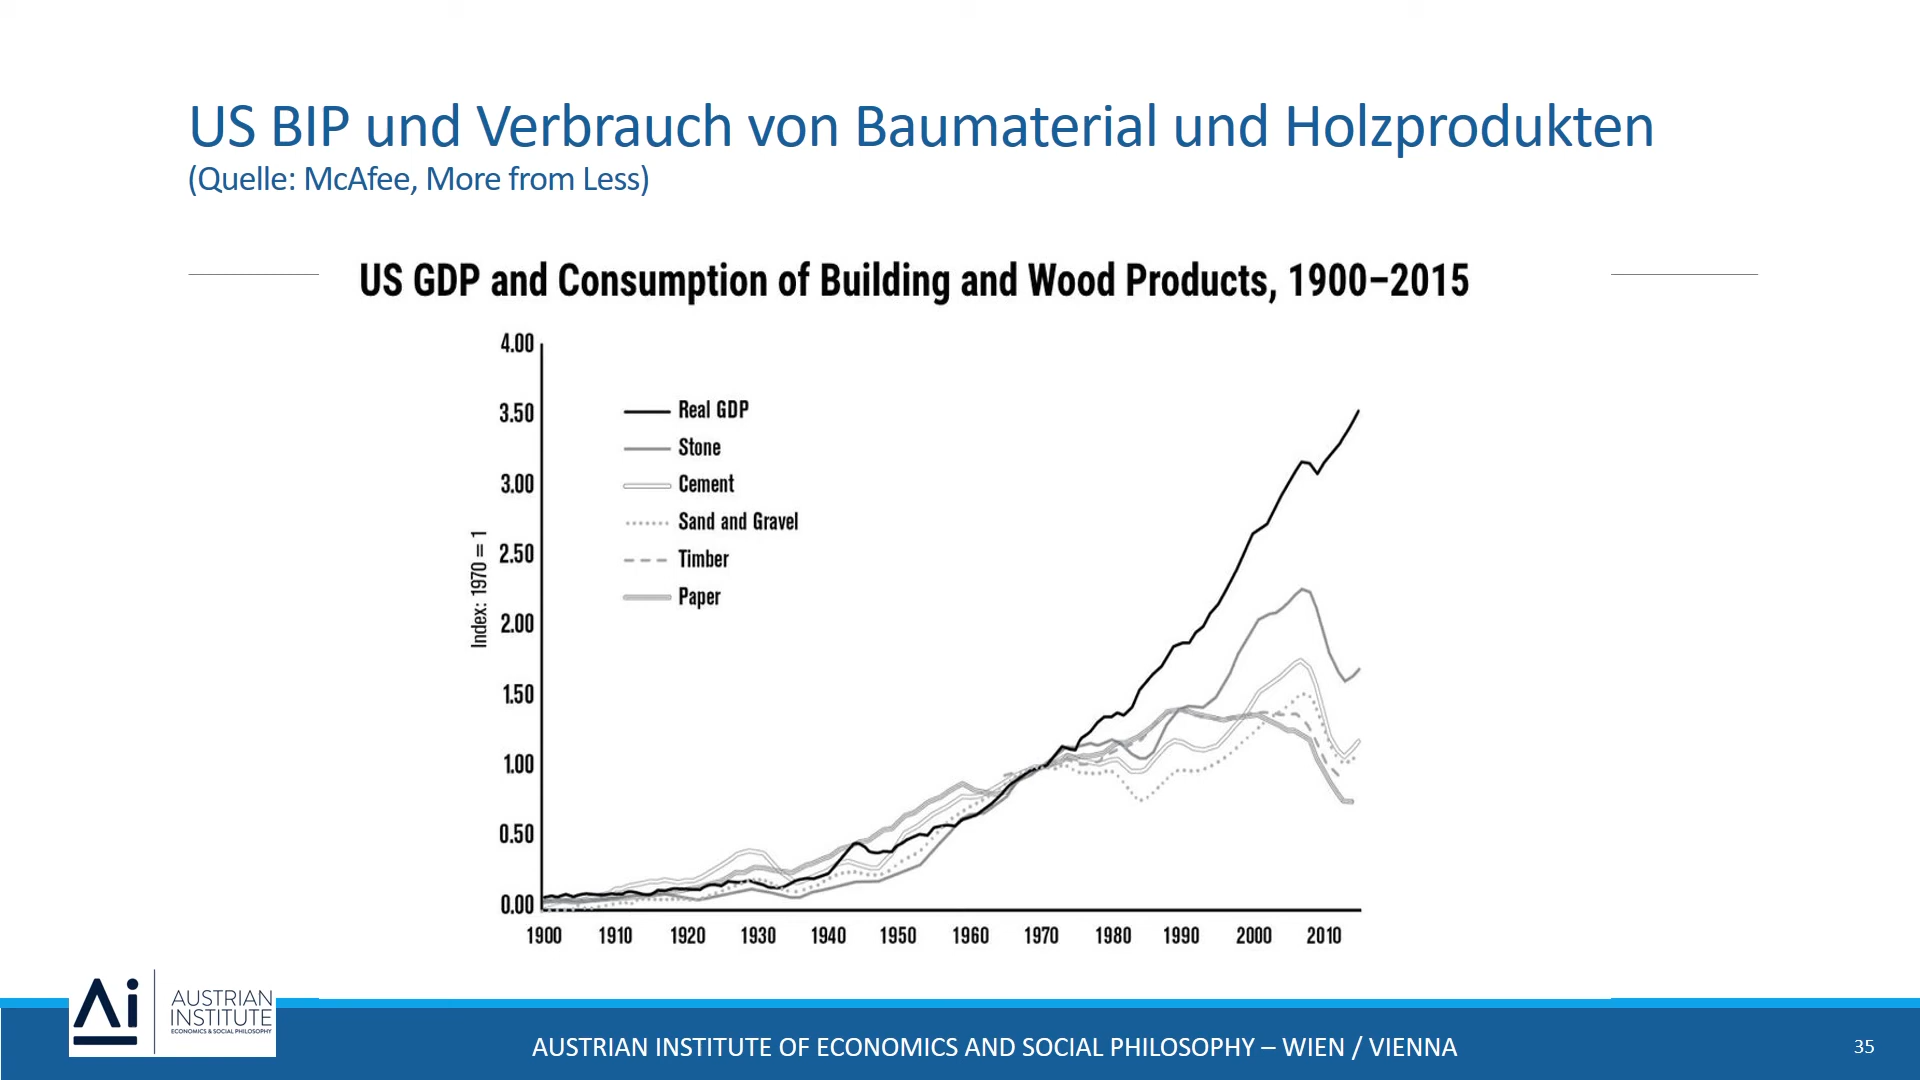 US BIP und Verbrauch von Baumaterial und Holzprodukten
(Quelle: McAfee, More from Less)
US GDP and Consumption of Building and Wood Products, 1900–2015
4.00
3.50
3.00
2.50
2.00
1.50
1.00
0.50
0.00
Index: 1970 = 1
Real GDP
Stone
Cement
Sand and Gravel
Timber
Paper
1900 1910 1920 1930 1940 1950 1960 1970 1980 1990 2000 2010
Ai
AUSTRIAN
INSTITUTE
ECONOMICS & SOCIAL PHILOSOPHY
AUSTRIAN INSTITUTE OF ECONOMICS AND SOCIAL PHILOSOPHY – WIEN / VIENNA
35